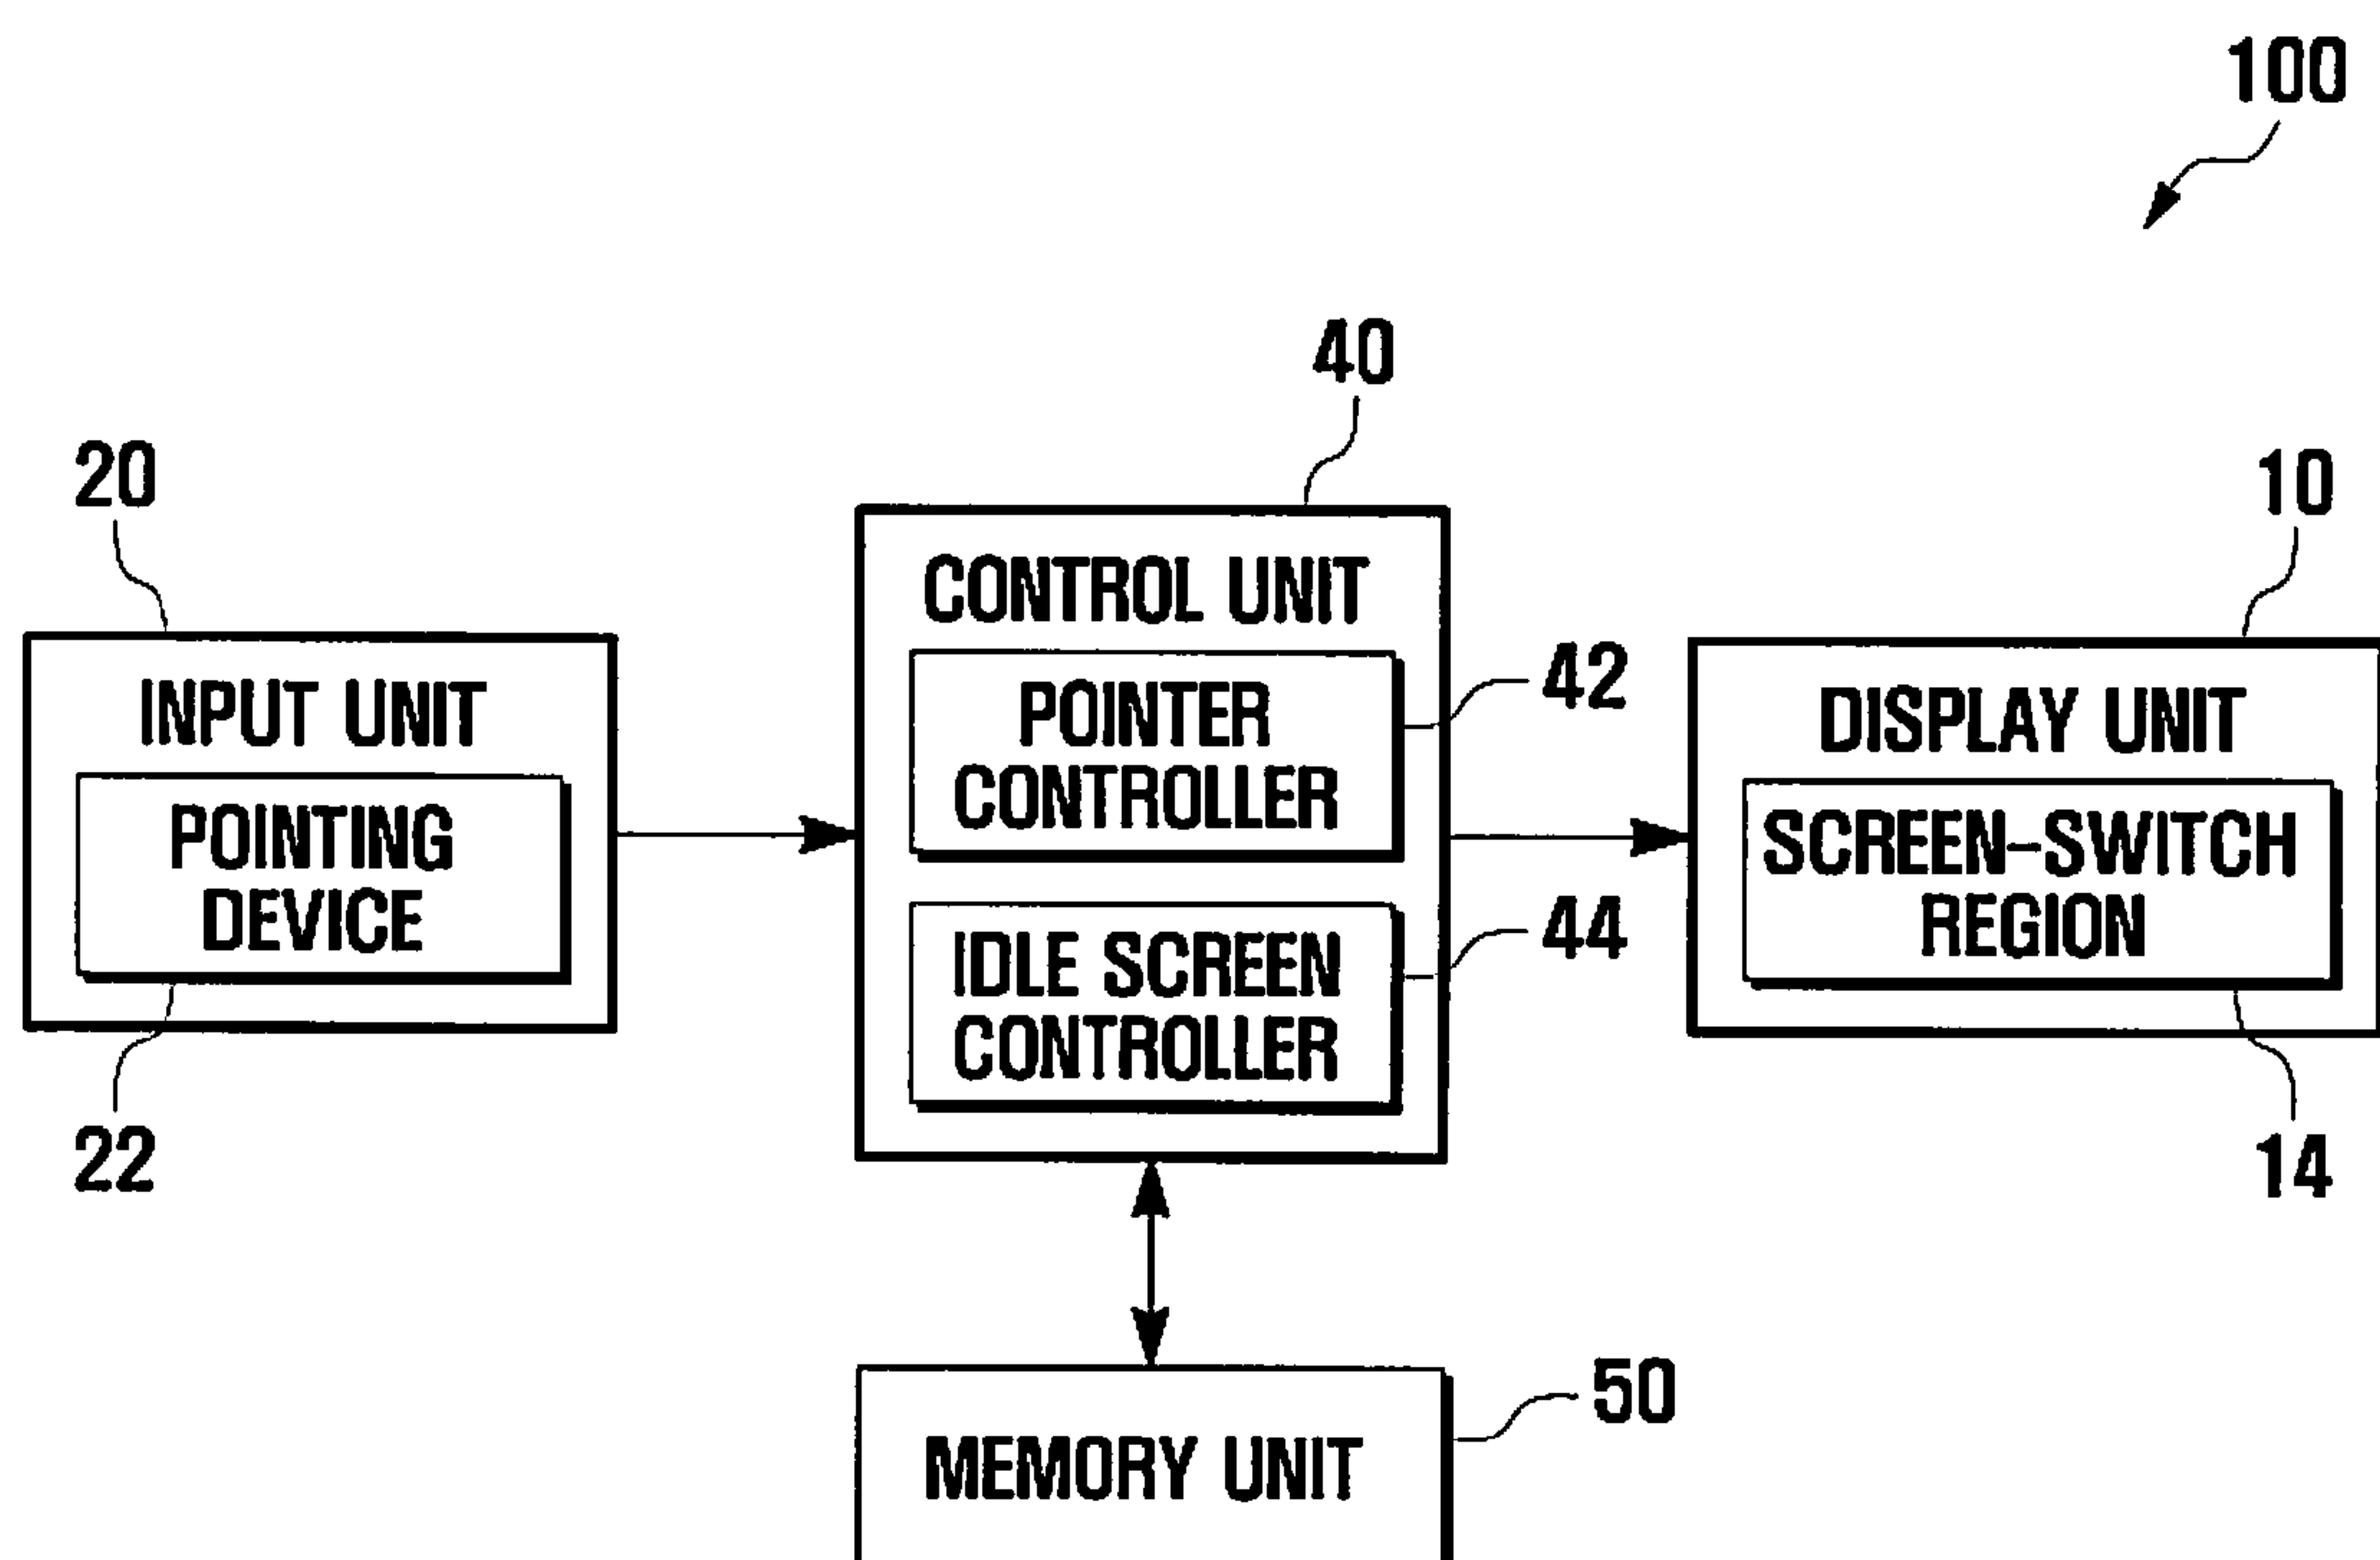 100
40
20
10
CONTROL UNIT
42
POINTER
CONTROLLER
INPUT UNIT
DISPLAY UNIT
POINTING
DEVICE
SCREEN-SWITCH
REGION
44
IDLE SCREEN
CONTROLLER
22
14
50
MEMORY UNIT